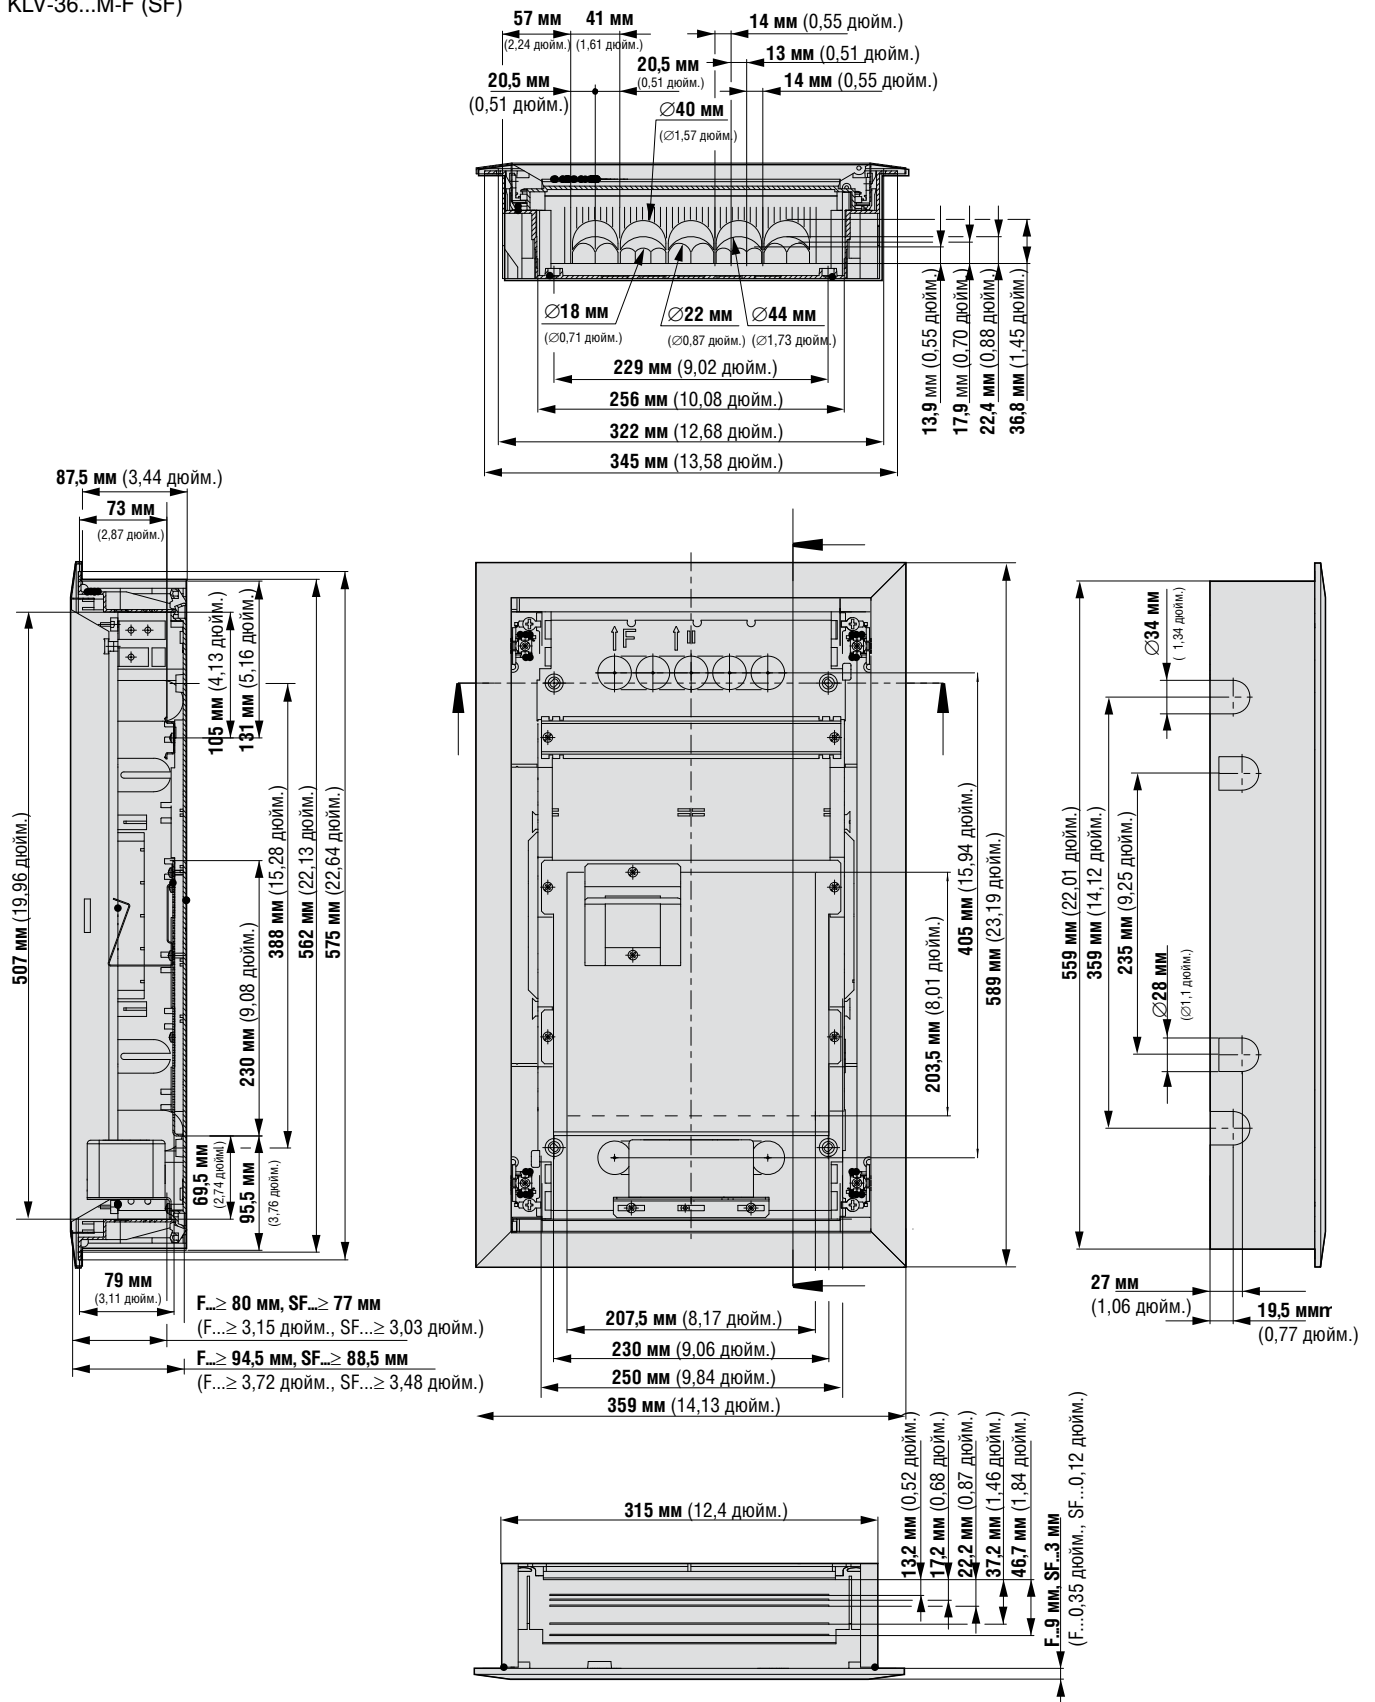 KLV-36...M-F (SF)
57 мм
(2,24 дюйм.)
41 мм
(1,61 дюйм.)
14 мм (0,55 дюйм.)
13 мм (0,51 дюйм.)
20,5 мм
(0,51 дюйм.)
20,5 мм
(0,51 дюйм.)
14 мм (0,55 дюйм.)
∅40 мм
(∅1,57 дюйм.)
∅18 мм
(∅0,71 дюйм.)
∅22 мм
(∅0,87 дюйм.)
∅44 мм
(∅1,73 дюйм.)
229 мм (9,02 дюйм.)
256 мм (10,08 дюйм.)
322 мм (12,68 дюйм.)
345 мм (13,58 дюйм.)
13,9 мм (0,55 дюйм.)
17,9 мм (0,70 дюйм.)
22,4 мм (0,88 дюйм.)
36,8 мм (1,45 дюйм.)
87,5 мм (3,44 дюйм.)
73 мм
(2,87 дюйм.)
105 мм (4,13 дюйм.)
131 мм (5,16 дюйм.)
507 мм (19,96 дюйм.)
230 мм (9,08 дюйм.)
388 мм (15,28 дюйм.)
562 мм (22,13 дюйм.)
575 мм (22,64 дюйм.)
69,5 мм
(2,74 дюйм.)
95,5 мм
(3,76 дюйм.)
79 мм
(3,11 дюйм.)
F...≥ 80 мм, SF...≥ 77 мм
(F...≥ 3,15 дюйм., SF...≥ 3,03 дюйм.)
F...≥ 94,5 мм, SF...≥ 88,5 мм
(F...≥ 3,72 дюйм., SF...≥ 3,48 дюйм.)
F
203,5 мм (8,01 дюйм.)
405 мм (15,94 дюйм.)
589 мм (23,19 дюйм.)
207,5 мм (8,17 дюйм.)
230 мм (9,06 дюйм.)
250 мм (9,84 дюйм.)
359 мм (14,13 дюйм.)
∅34 мм
( 1,34 дюйм.)
559 мм (22,01 дюйм.)
359 мм (14,12 дюйм.)
235 мм (9,25 дюйм.)
∅28 мм
(∅1,1 дюйм.)
27 мм
(1,06 дюйм.)
19,5 ммm
(0,77 дюйм.)
315 мм (12,4 дюйм.)
13,2 мм (0,52 дюйм.)
17,2 мм (0,68 дюйм.)
22,2 мм (0,87 дюйм.)
37,2 мм (1,46 дюйм.)
46,7 мм (1,84 дюйм.)
F...9 мм, SF...3 мм
(F...0,35 дюйм., SF...0,12 дюйм.)